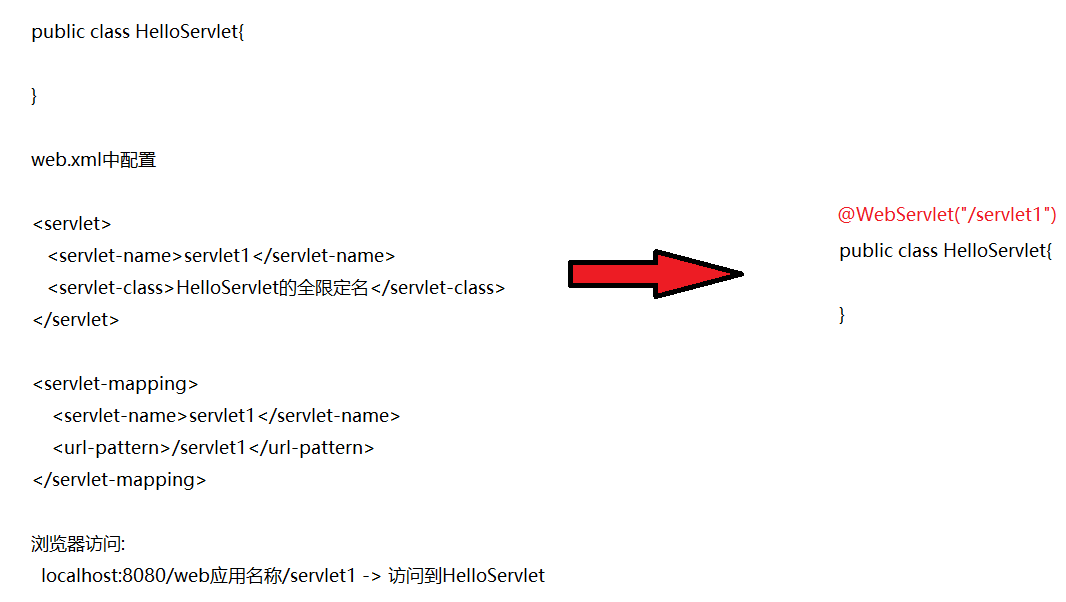 public class HelloServlet{
}
web.xml中配置
<servlet>
<servlet-name>servlet1</servlet-name>
<servlet-class>HelloServlet的全限定名</servlet-class>
</servlet>
<servlet-mapping>
<servlet-name>servlet1</servlet-name>
<url-pattern>/servlet1</url-pattern>
</servlet-mapping>
浏览器访问:
localhost:8080/web应用名称/servlet1 -> 访问到HelloServlet
@WebServlet("/servlet1")
public class HelloServlet{
}